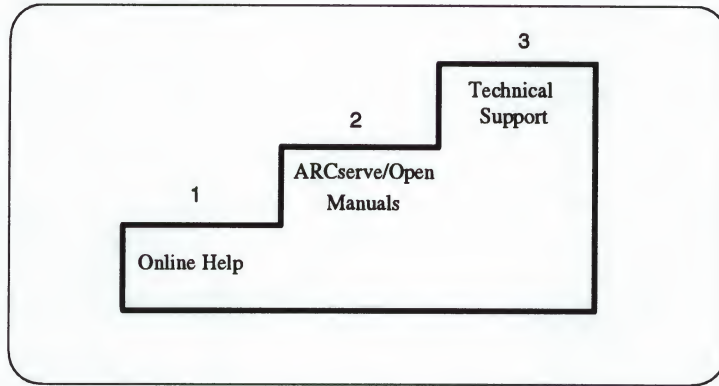 3
Technical
Support
2
ARCserve/Open
Manuals
1
Online Help